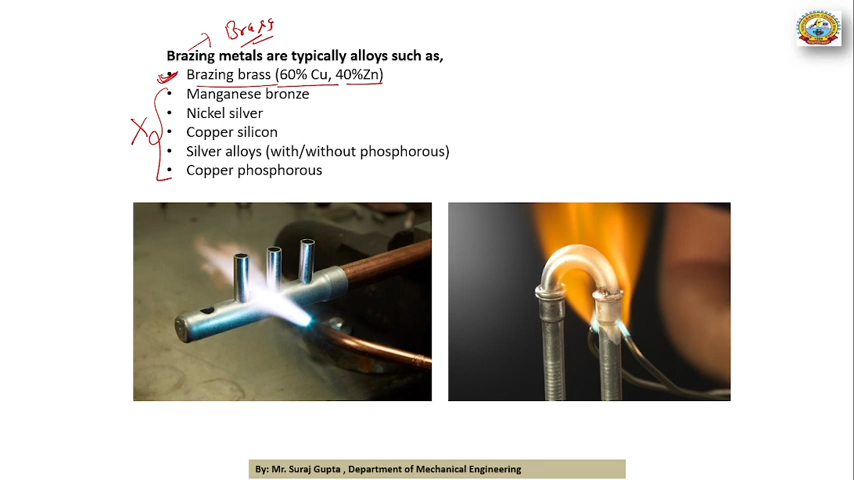 Brass
Brazing metals are typically alloys such as,
• Brazing brass (60% Cu, 40%Zn)
• Manganese bronze
• Nickel silver
• Copper silicon
• Silver alloys (with/without phosphorous)
• Copper phosphorous
By: Mr. Suraj Gupta , Department of Mechanical Engineering